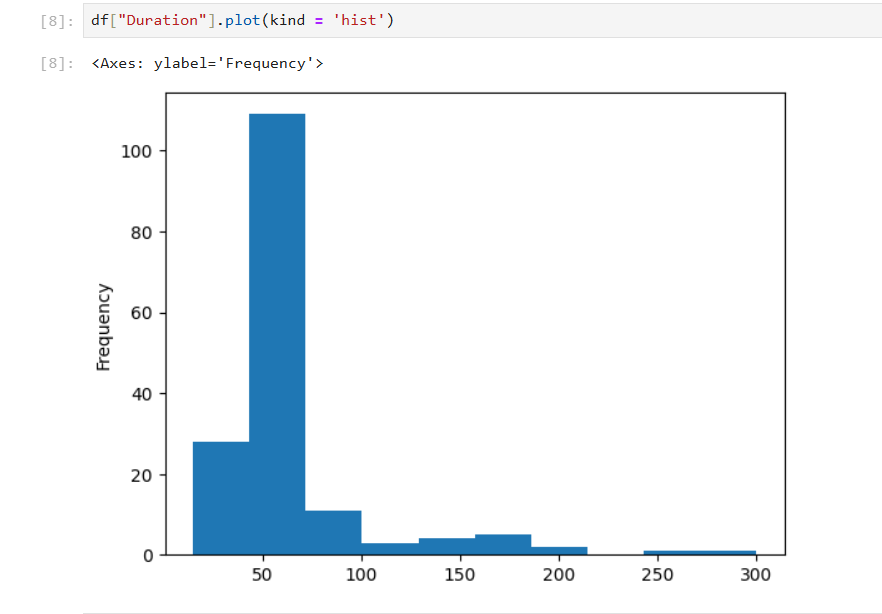 [8]: df["Duration"].plot(kind = 'hist')
[8]: <Axes: ylabel='Frequency'>
100
80
60
40
20
0
Frequency
50 100 150 200 250 300